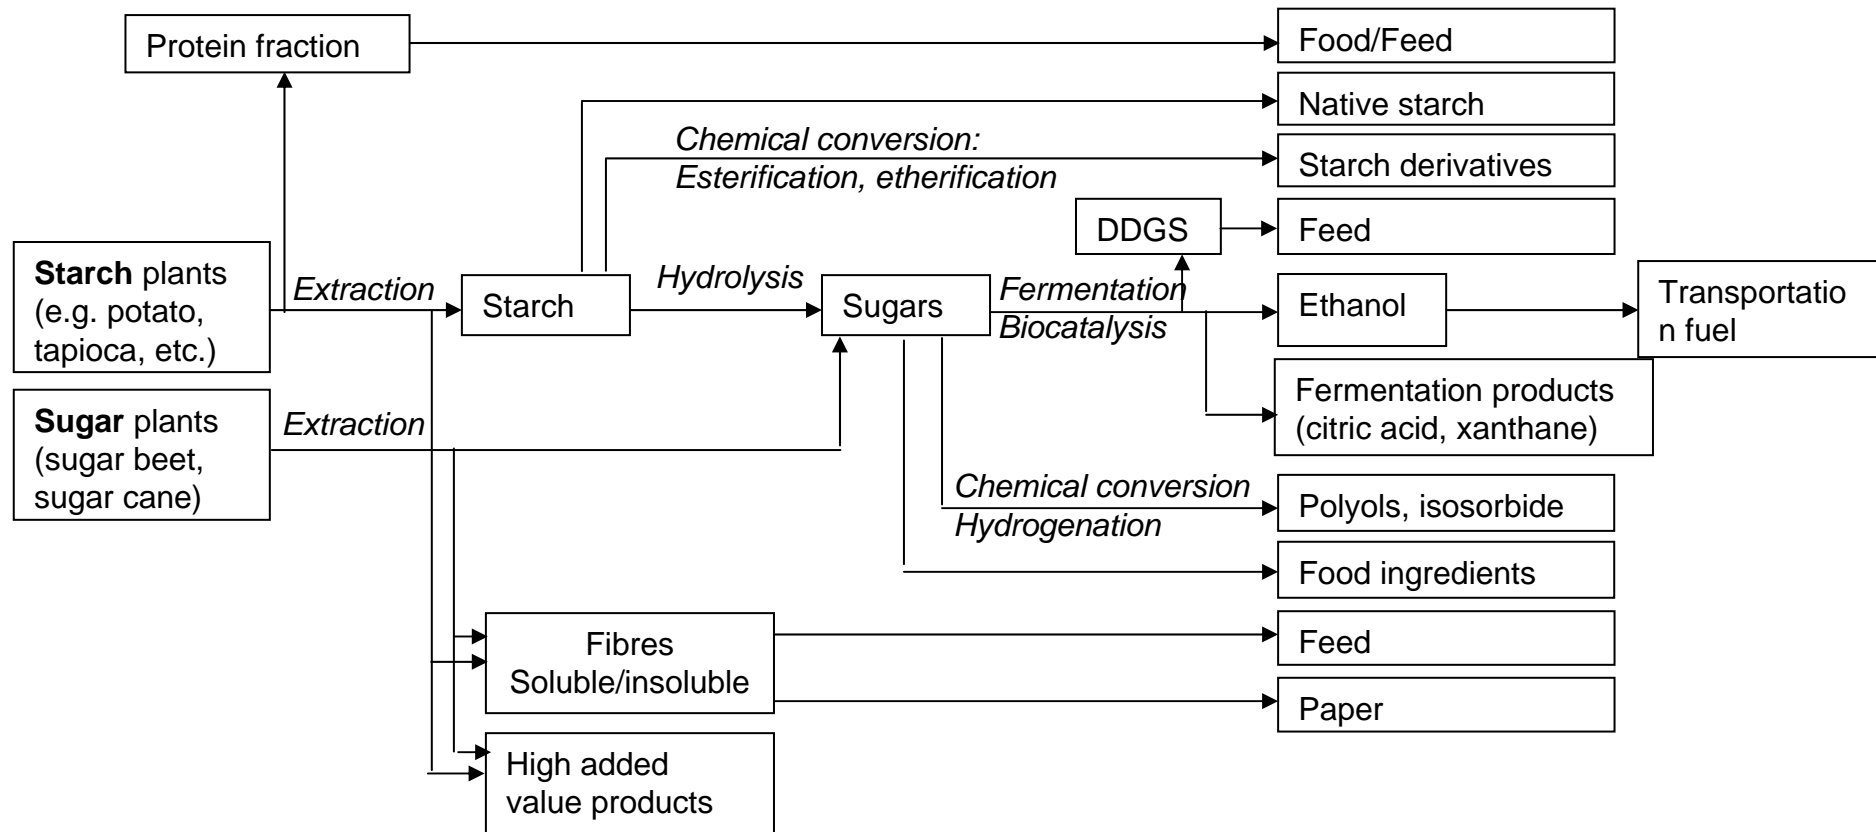 Protein fraction
Food/Feed
Native starch
Chemical conversion:
Esterification, etherification
Starch derivatives
DDGS
Feed
Starch plants
(e.g. potato,
tapioca, etc.)
Extraction
Starch
Hydrolysis
Sugars
Fermentation
Biocatalysis
Ethanol
Transportatio
n fuel
Fermentation products
(citric acid, xanthane)
Sugar plants
(sugar beet,
sugar cane)
Extraction
Chemical conversion
Hydrogenation
Polyols, isosorbide
Food ingredients
Fibres
Soluble/insoluble
Feed
Paper
High added
value products